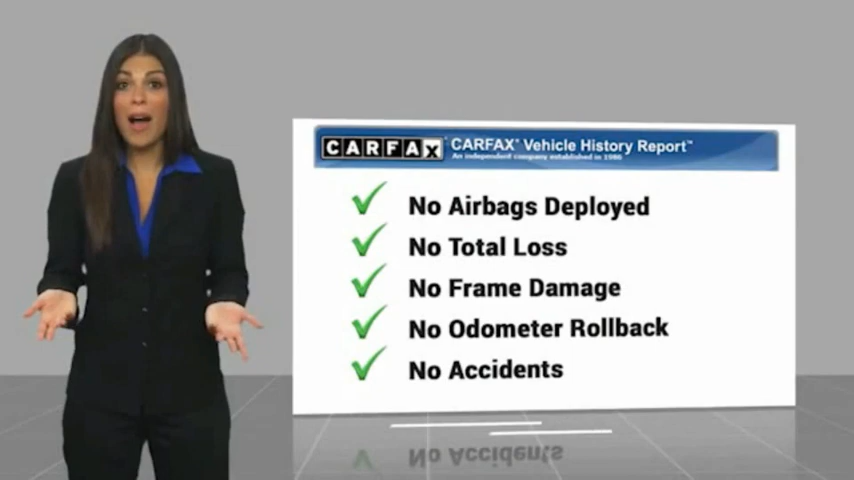 CARFAX CARFAX® Vehicle History Report™
An independent company established in 1986
No Airbags Deployed
No Total Loss
No Frame Damage
No Odometer Rollback
No Accidents
No Accidents